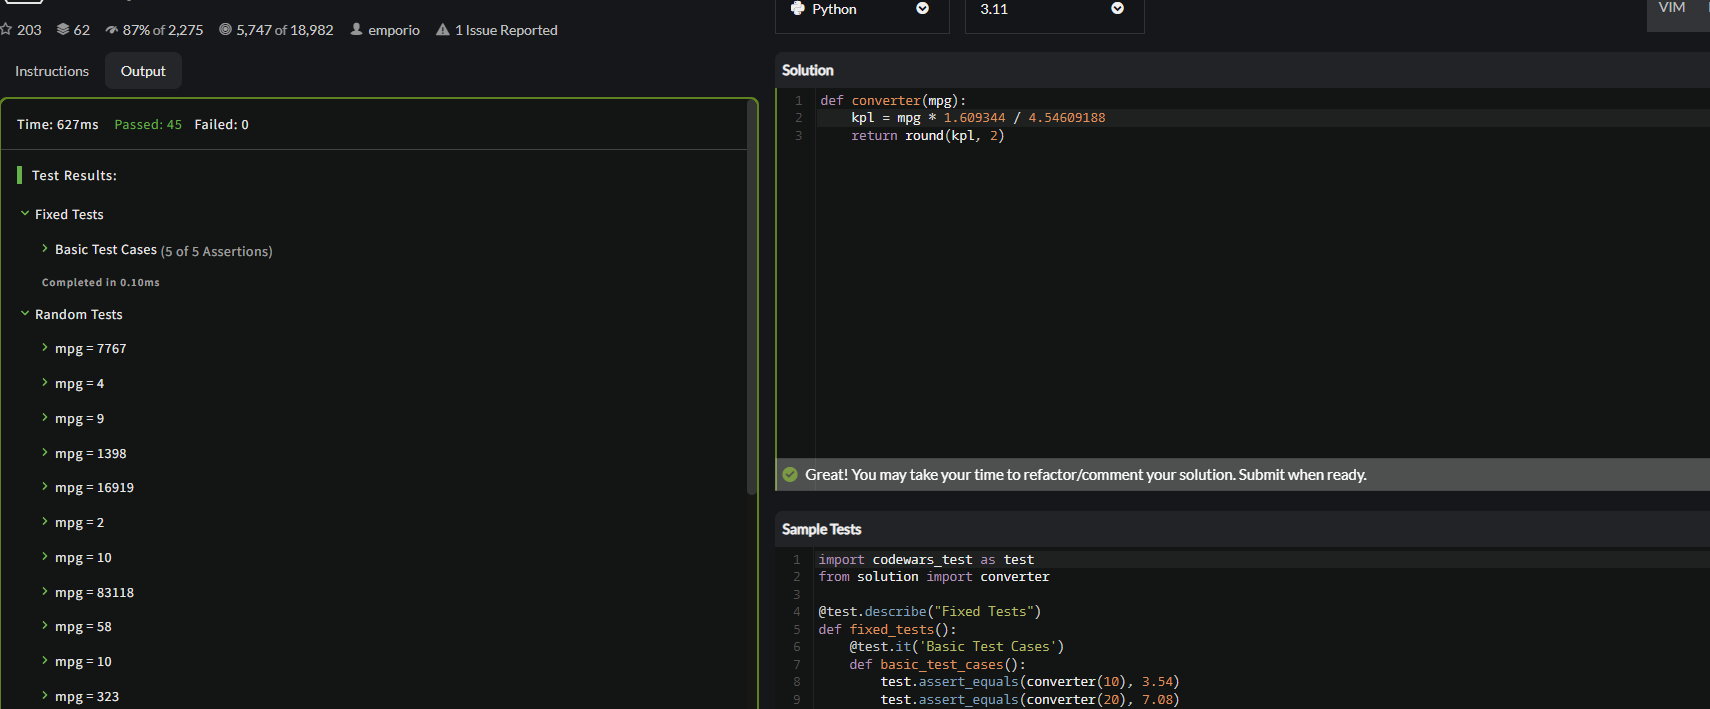 203 62 87% of 2,275 5,747 of 18,982 emporio 1 Issue Reported
Instructions Output
Time: 627ms Passed: 45 Failed: 0
Test Results:
Fixed Tests
Basic Test Cases (5 of 5 Assertions)
Completed in 0.10ms
Random Tests
mpg = 7767
mpg = 4
mpg = 9
mpg = 1398
mpg = 16919
mpg = 2
mpg = 10
mpg = 83118
mpg = 58
mpg = 10
mpg = 323
Python 3.11 VIM
Solution
1 def converter(mpg):
2 kpl = mpg * 1.609344 / 4.54609188
3 return round(kpl, 2)
Great! You may take your time to refactor/comment your solution. Submit when ready.
Sample Tests
1 import codewars_test as test
2 from solution import converter
3
4 @test.describe("Fixed Tests")
5 def fixed_tests():
6 @test.it('Basic Test Cases')
7 def basic_test_cases():
8 test.assert_equals(converter(10), 3.54)
9 test.assert_equals(converter(20), 7.08)